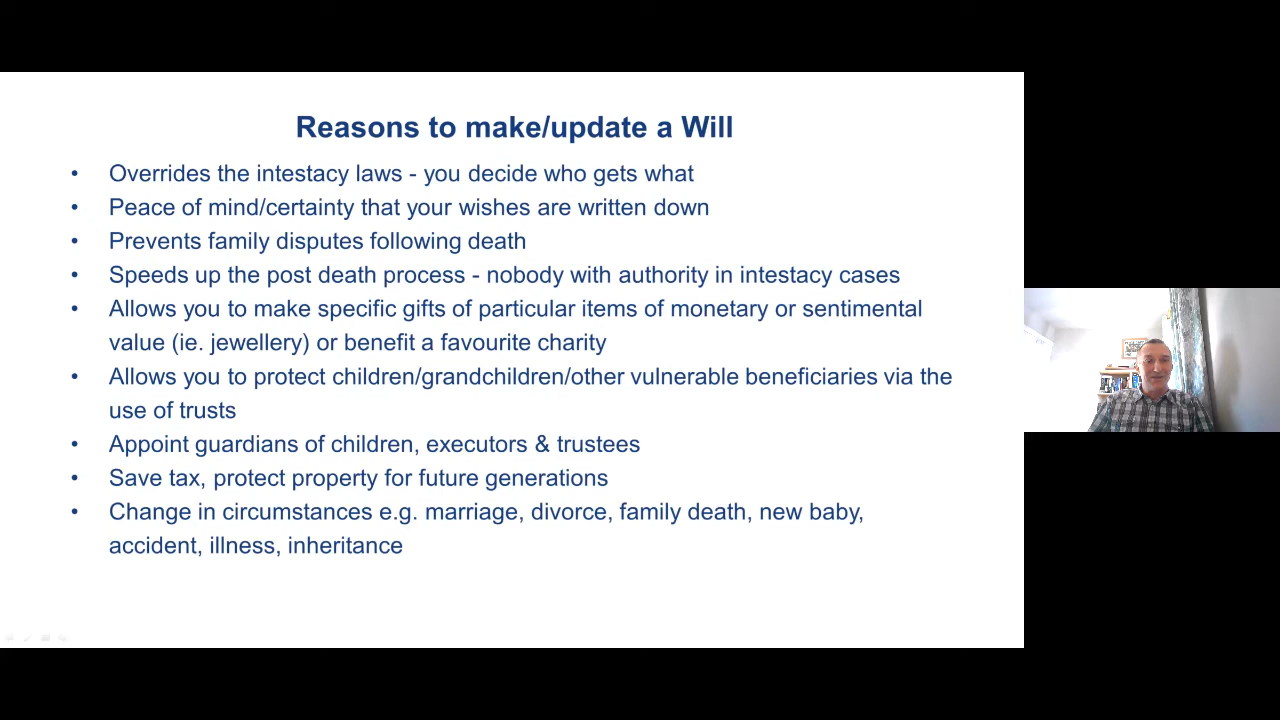 Reasons to make/update a Will
• Overrides the intestacy laws - you decide who gets what
• Peace of mind/certainty that your wishes are written down
• Prevents family disputes following death
• Speeds up the post death process - nobody with authority in intestacy cases
• Allows you to make specific gifts of particular items of monetary or sentimental
value (ie. jewellery) or benefit a favourite charity
• Allows you to protect children/grandchildren/other vulnerable beneficiaries via the
use of trusts
• Appoint guardians of children, executors & trustees
• Save tax, protect property for future generations
• Change in circumstances e.g. marriage, divorce, family death, new baby,
accident, illness, inheritance